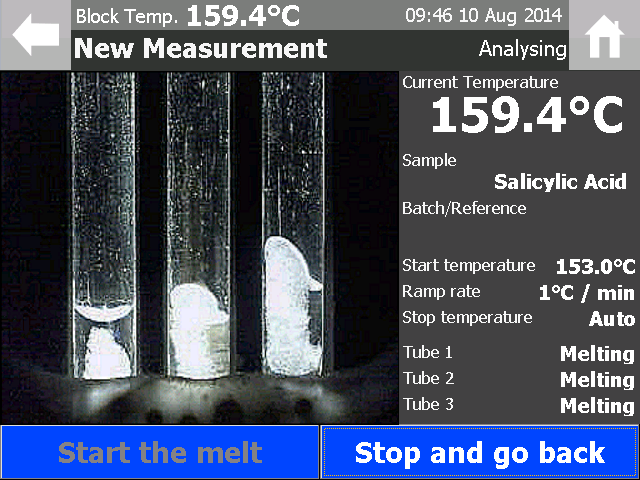 Block Temp. 159.4°C 09:46 10 Aug 2014
New Measurement Analysing
Current Temperature
159.4°C
Sample
Salicylic Acid
Batch/Reference
Start temperature 153.0°C
Ramp rate 1°C / min
Stop temperature Auto
Tube 1 Melting
Tube 2 Melting
Tube 3 Melting
Start the melt Stop and go back